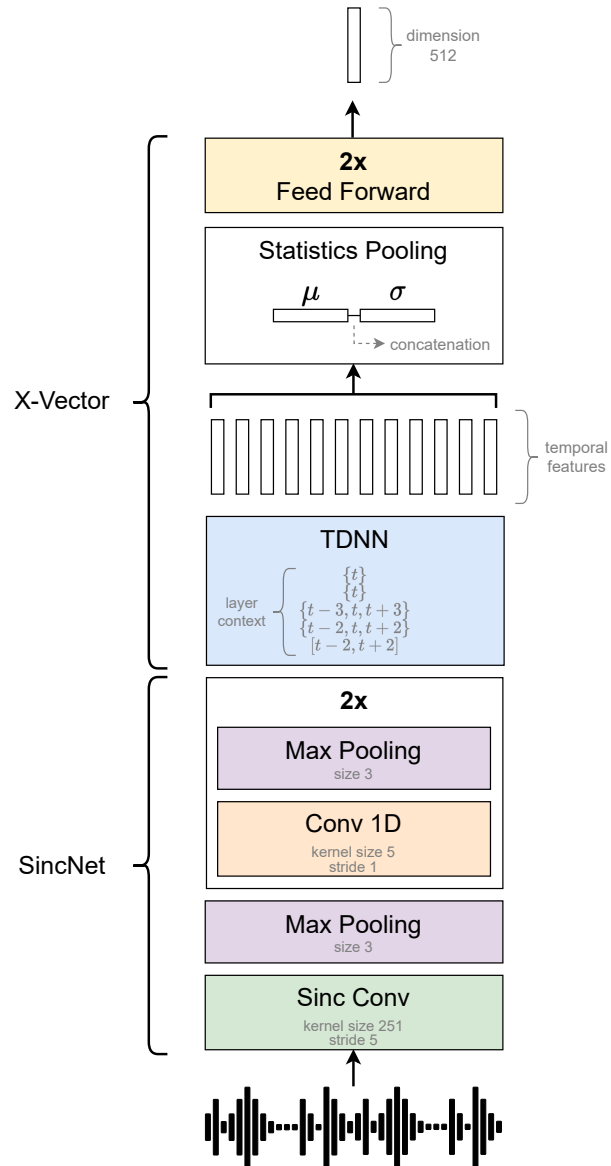 dimension
512
2x
Feed Forward
Statistics Pooling
μ σ
concatenation
X-Vector
temporal
features
TDNN
layer
context
{t}
{t}
{t − 3, t, t + 3}
{t − 2, t, t + 2}
[t − 2, t + 2]
2x
Max Pooling
size 3
Conv 1D
kernel size 5
stride 1
SincNet
Max Pooling
size 3
Sinc Conv
kernel size 251
stride 5